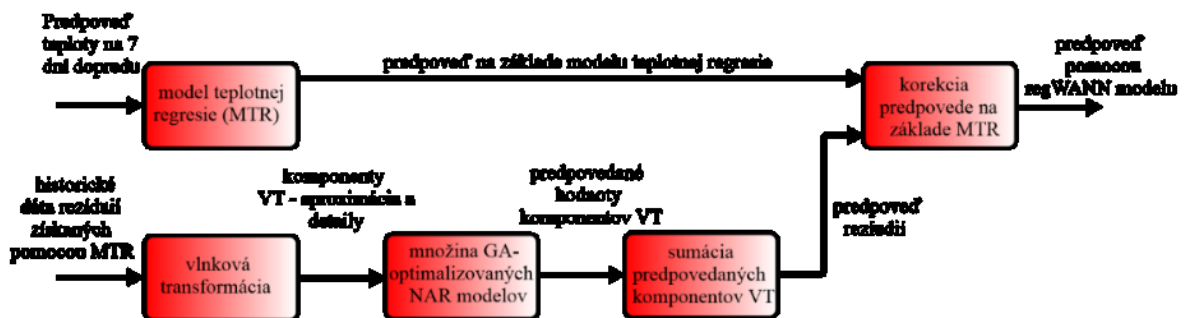 Predpoveď
teploty na 7
dní dopredu
model teplotnej
regresie (MTR)
predpoveď na základe modelu teplotnej regresie
korekcia
predpovede na
základe MTR
predpoveď
pomocou
regWANN modelu
historické
dáta rezíduií
získaných
pomocou MTR
vlnková
transformácia
komponenty
VT - aproximácia a
detaily
množina GA-
optimalizovaných
NAR modelov
predpovedané
hodnoty
komponentov VT
sumácia
predpovedaných
komponentov VT
predpoveď
reziudií